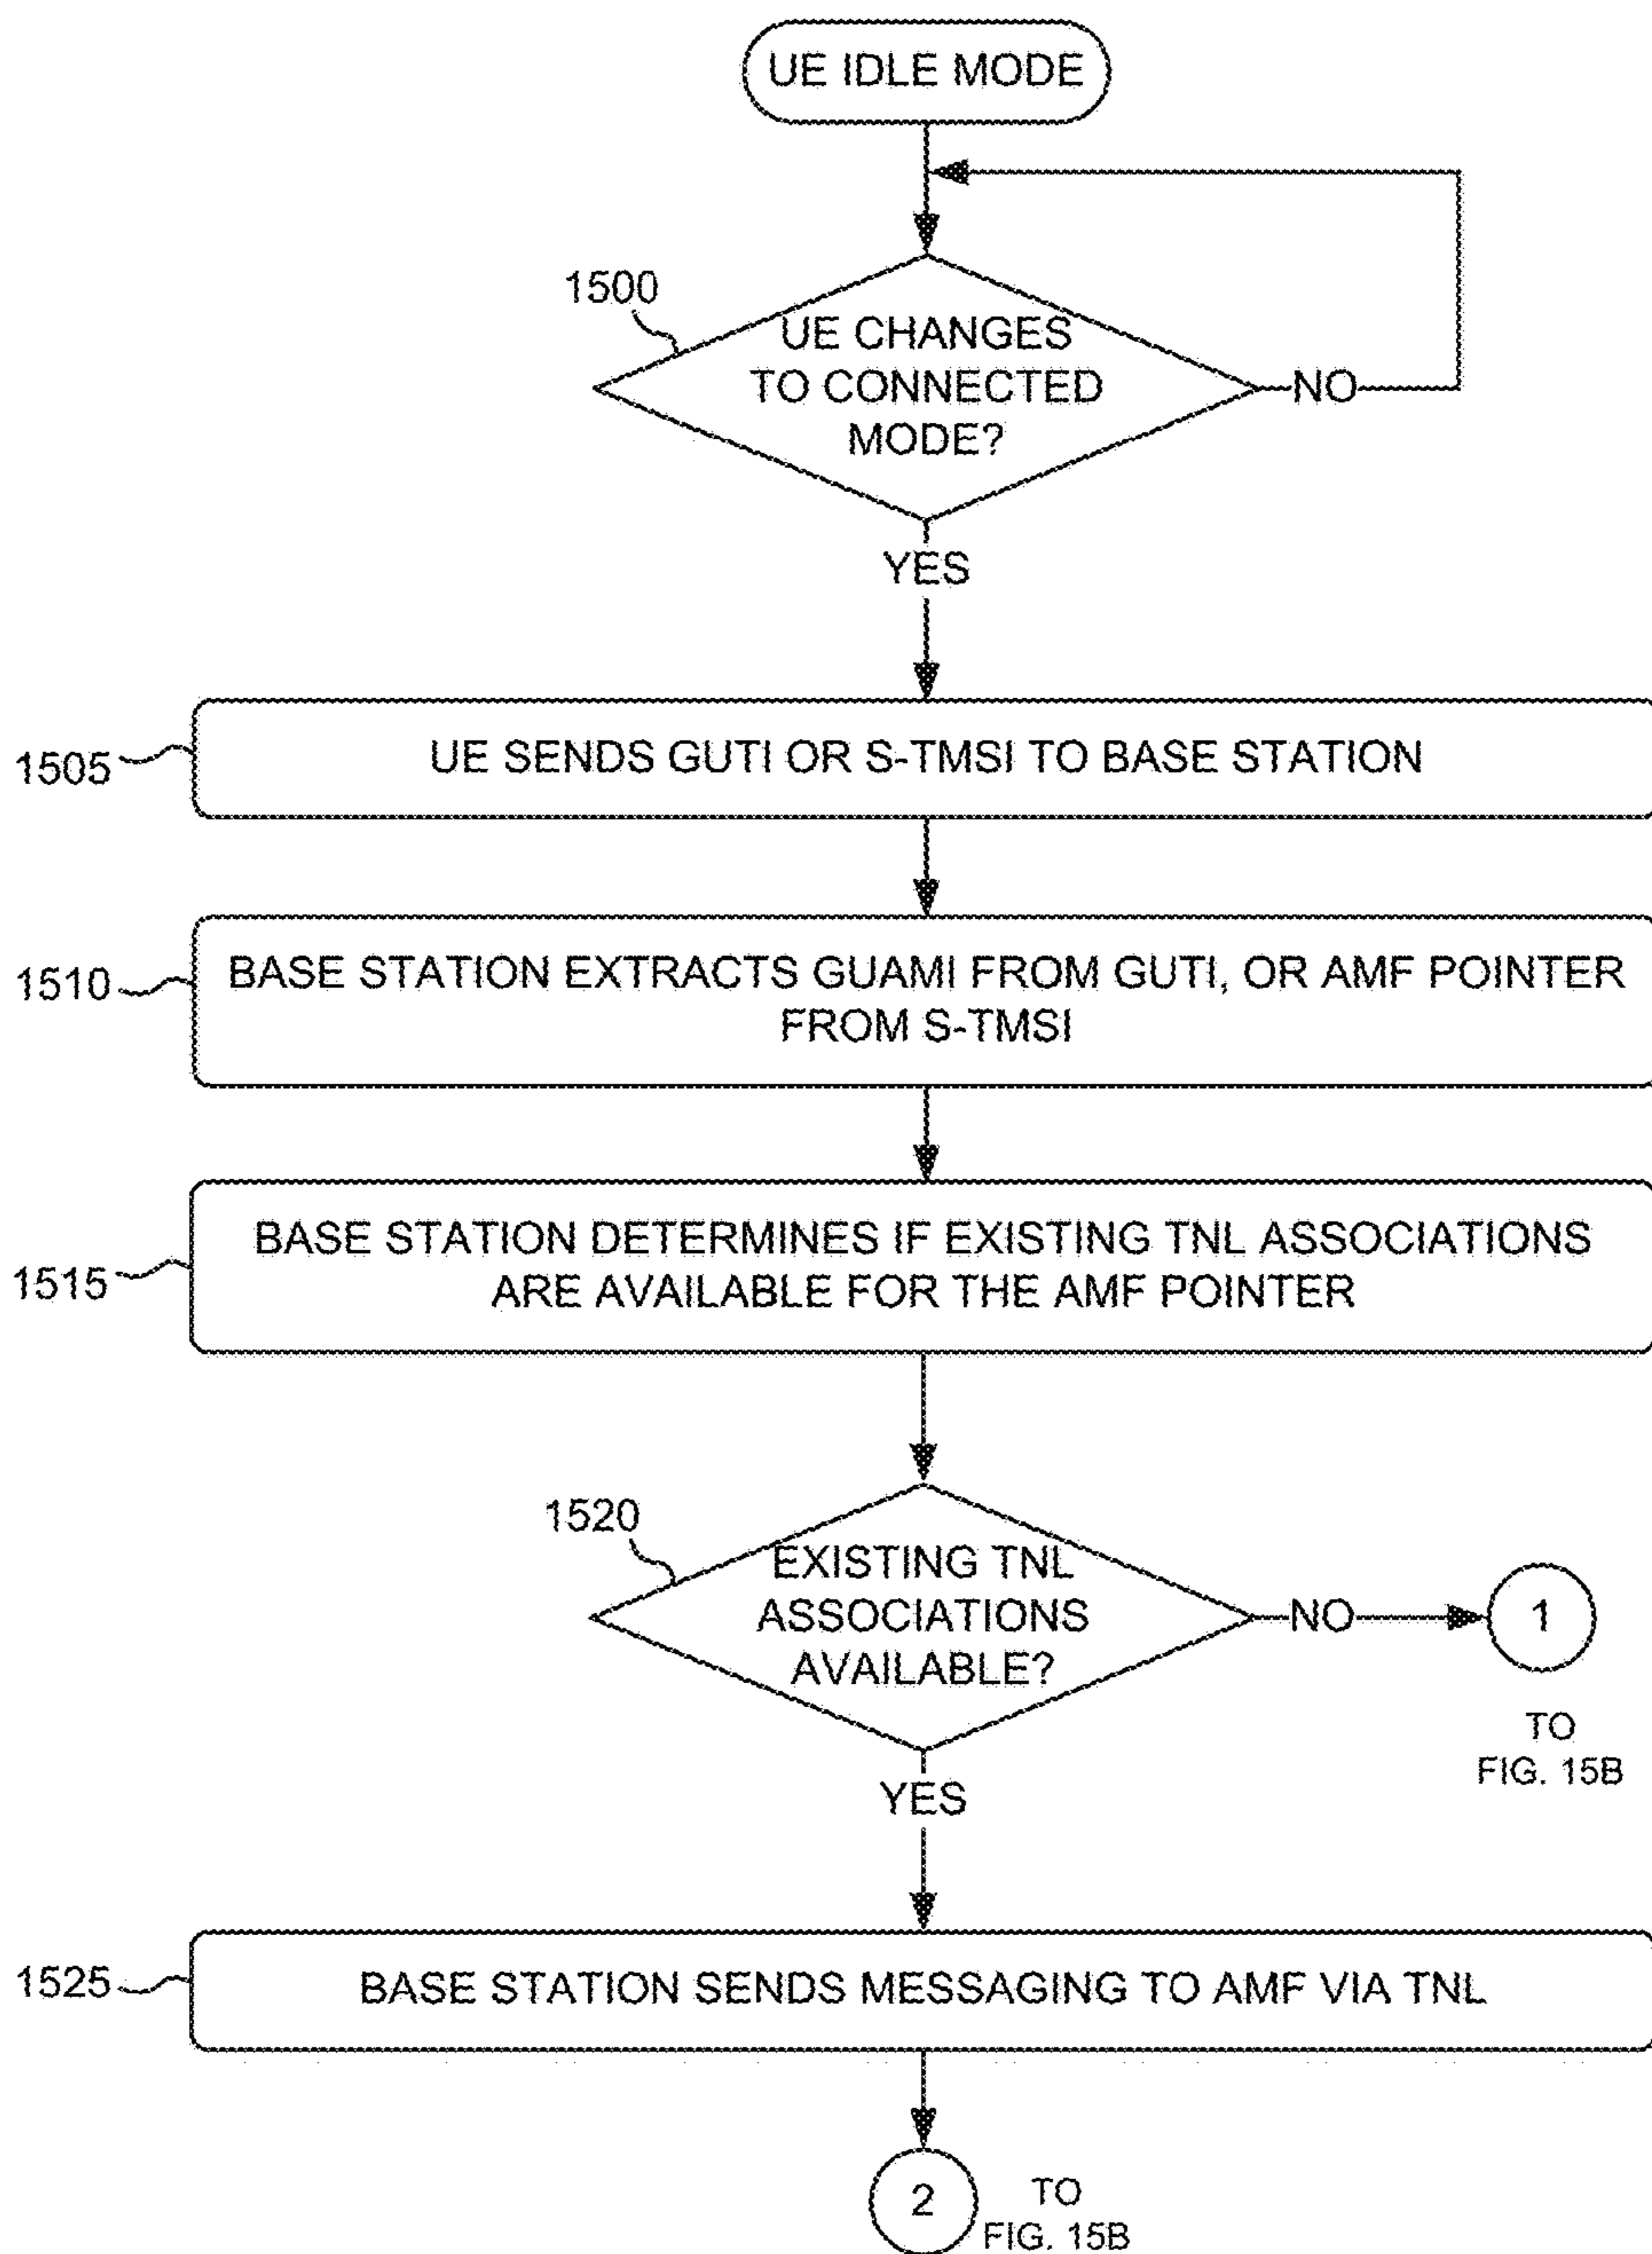 UE IDLE MODE
1500
UE CHANGES
TO CONNECTED
MODE?
NO
YES
1505
UE SENDS GUTI OR S-TMSI TO BASE STATION
1510
BASE STATION EXTRACTS GUAMI FROM GUTI, OR AMF POINTER
FROM S-TMSI
1515
BASE STATION DETERMINES IF EXISTING TNL ASSOCIATIONS
ARE AVAILABLE FOR THE AMF POINTER
1520
EXISTING TNL
ASSOCIATIONS
AVAILABLE?
NO
1
TO
FIG. 15B
YES
1525
BASE STATION SENDS MESSAGING TO AMF VIA TNL
2
TO
FIG. 15B